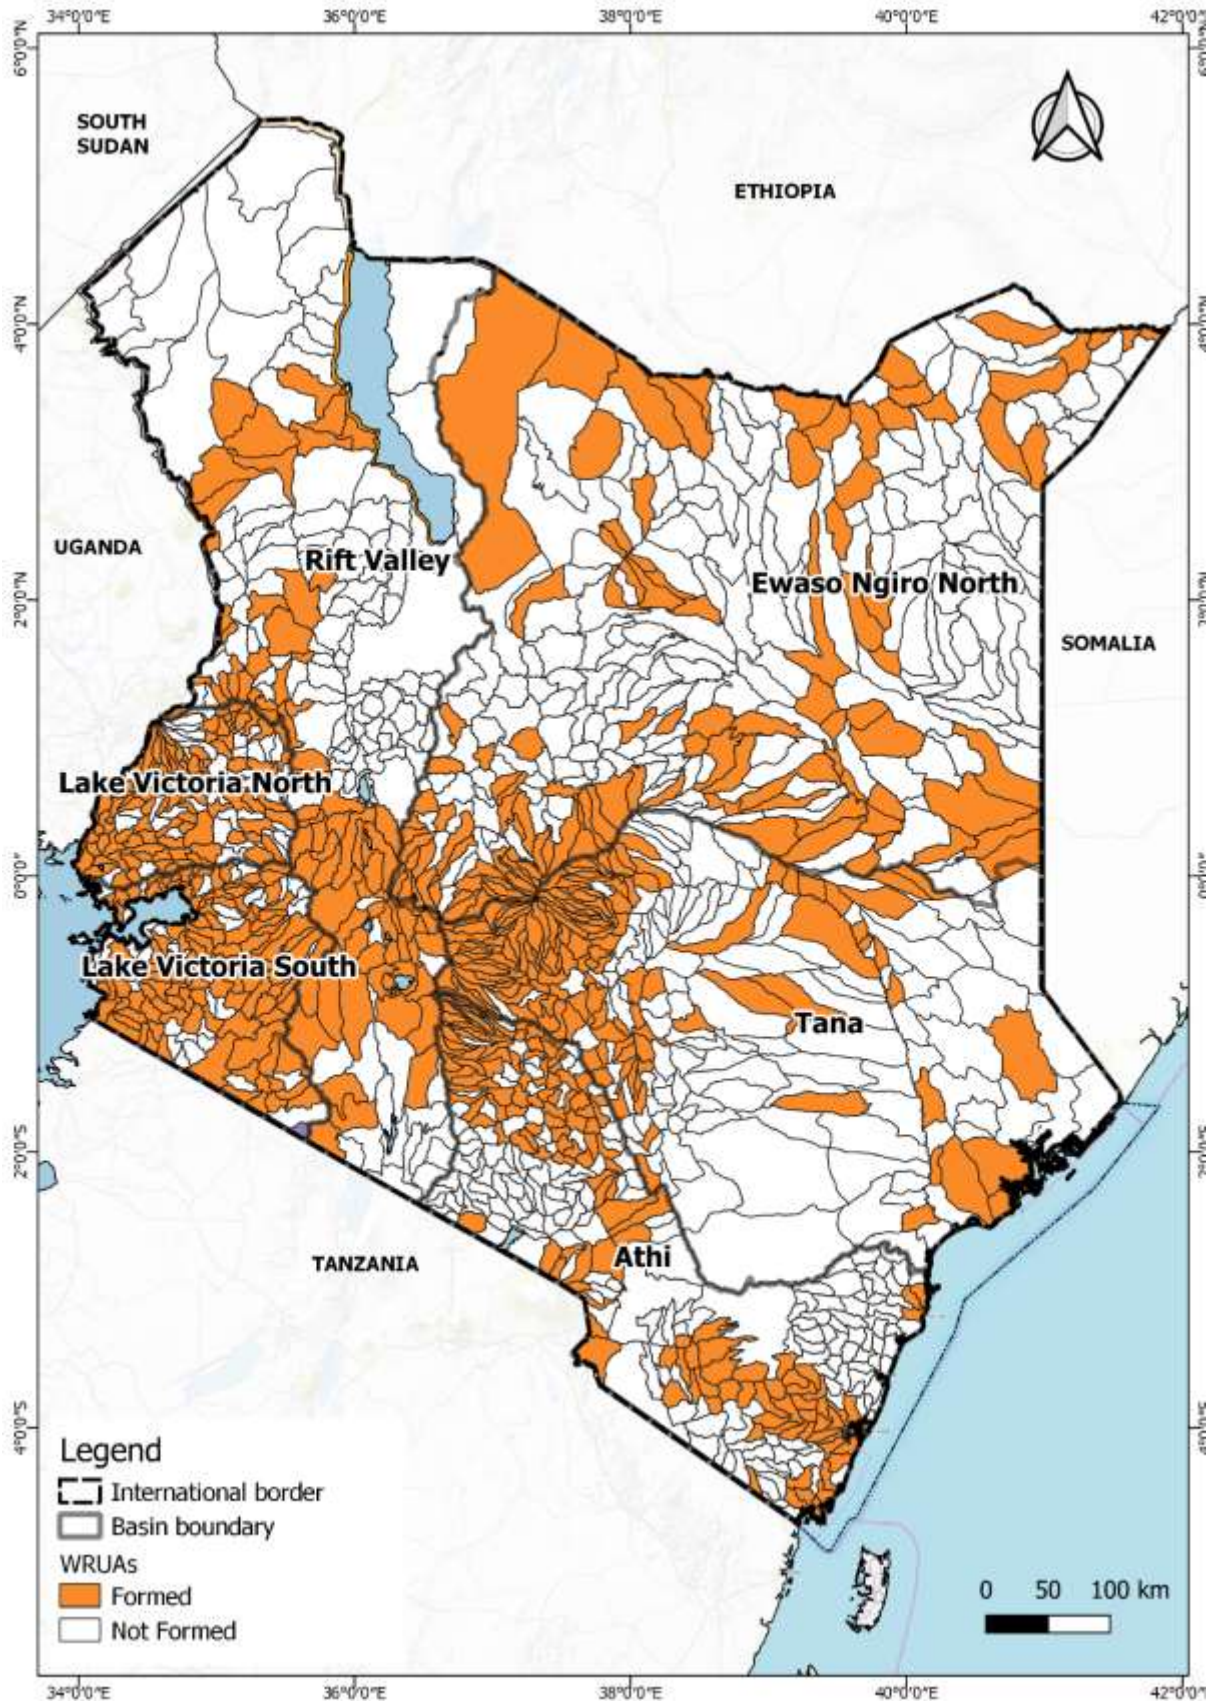 34°0'0"E 36°0'0"E 38°0'0"E 40°0'0"E 42°0'0"E
6°0'0"N
SOUTH
SUDAN
ETHIOPIA
4°0'0"N
UGANDA
Rift Valley
Ewaso Ngiro North
2°0'0"N
SOMALIA
Lake Victoria North
0°0'0"
Lake Victoria South
Tana
2°0'0"S
TANZANIA
Athi
4°0'0"S
Legend
International border
Basin boundary
WRUAs
Formed
Not Formed
0 50 100 km
34°0'0"E 36°0'0"E 38°0'0"E 40°0'0"E 42°0'0"E